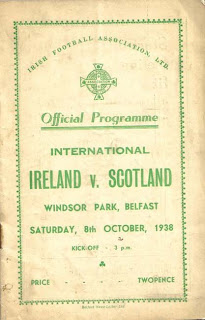 IRISH FOOTBALL ASSOCIATION, LTD.
Official Programme
INTERNATIONAL
IRELAND v. SCOTLAND
WINDSOR PARK, BELFAST
SATURDAY, 8th OCTOBER, 1938
KICK-OFF - 3 p.m.
PRICE - - - TWOPENCE